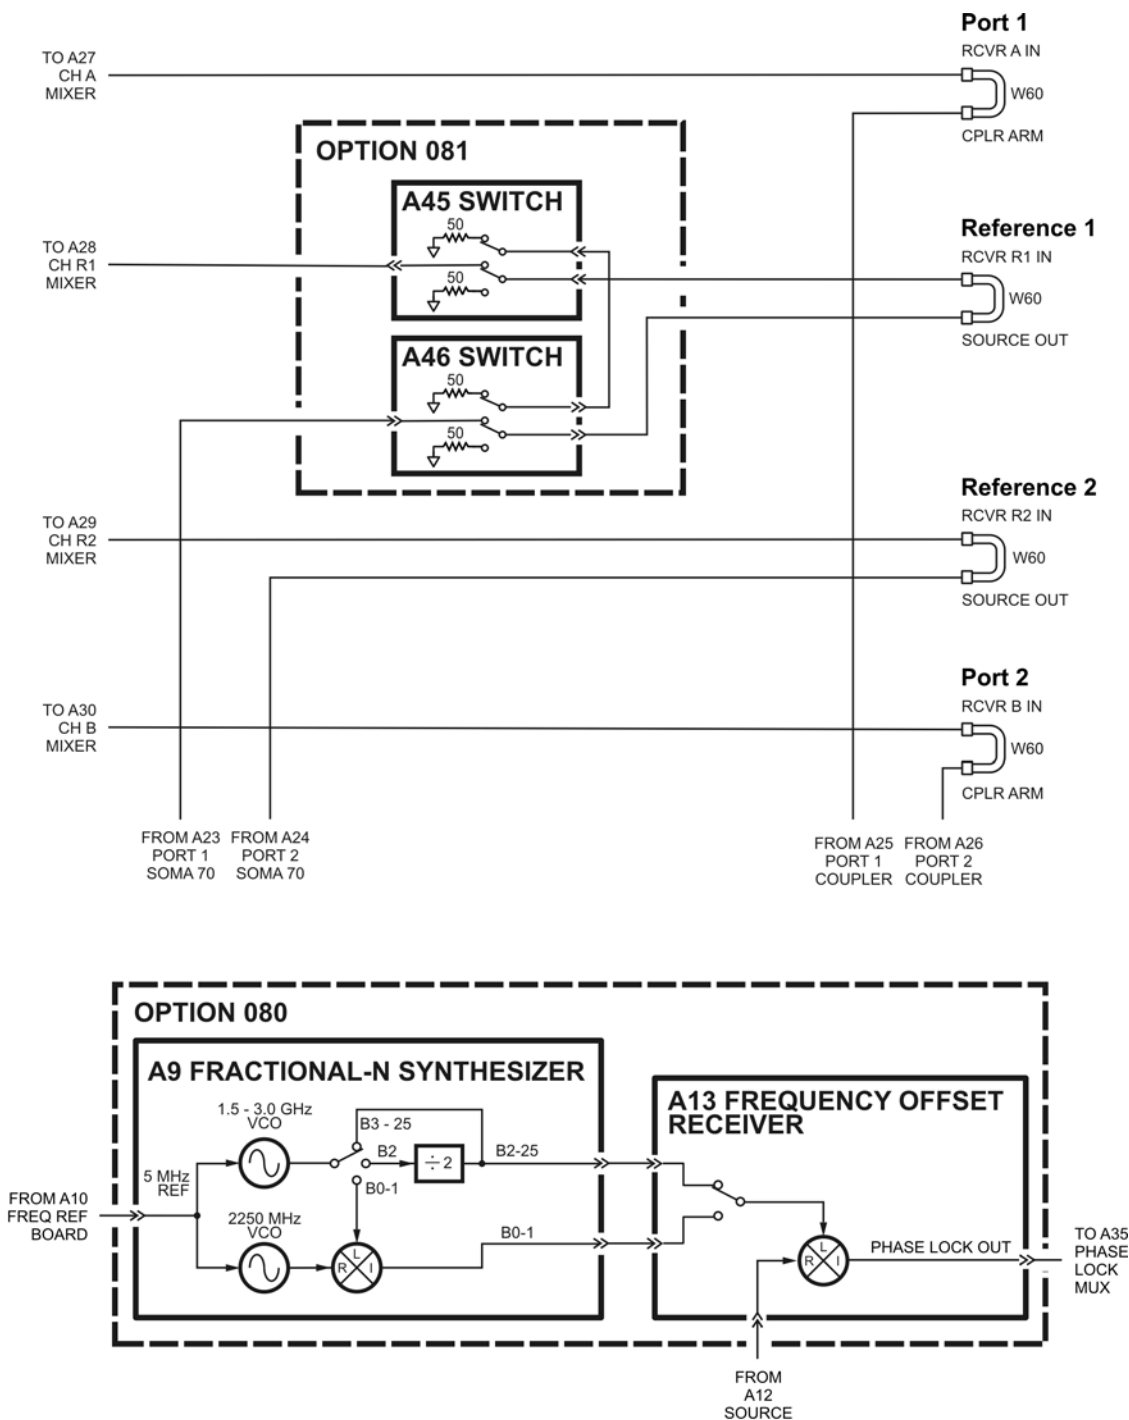 Port 1
TO A27
CH A
MIXER
RCVR A IN
W60
CPLR ARM
OPTION 081
A45 SWITCH
50
50
TO A28
CH R1
MIXER
Reference 1
RCVR R1 IN
W60
SOURCE OUT
A46 SWITCH
50
50
Reference 2
TO A29
CH R2
MIXER
RCVR R2 IN
W60
SOURCE OUT
Port 2
TO A30
CH B
MIXER
RCVR B IN
W60
CPLR ARM
FROM A23
PORT 1
SOMA 70
FROM A24
PORT 2
SOMA 70
FROM A25
PORT 1
COUPLER
FROM A26
PORT 2
COUPLER
OPTION 080
A9 FRACTIONAL-N SYNTHESIZER
1.5 - 3.0 GHz
VCO
B3 - 25
B2
÷ 2
B2-25
5 MHz
REF
B0-1
FROM A10
FREQ REF
BOARD
2250 MHz
VCO
L
R
I
B0-1
A13 FREQUENCY OFFSET
RECEIVER
L
R
I
PHASE LOCK OUT
TO A35
PHASE
LOCK
MUX
FROM
A12
SOURCE